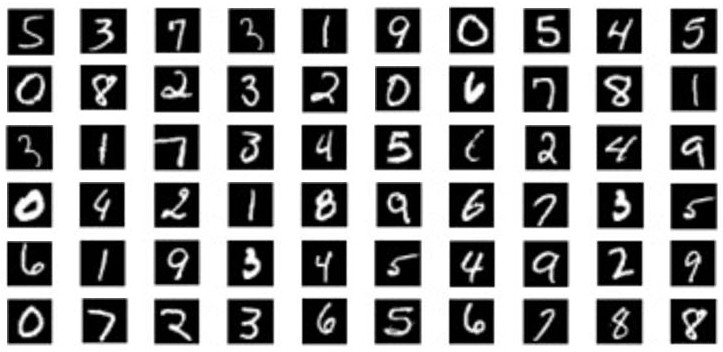 5 3 7 3 1 9 0 5 4 5
0 8 2 3 2 0 6 7 8 1
3 1 7 3 4 5 6 2 4 9
0 4 2 1 8 9 6 7 3 5
6 1 9 3 4 5 4 9 2 9
0 7 2 3 6 5 6 7 8 8